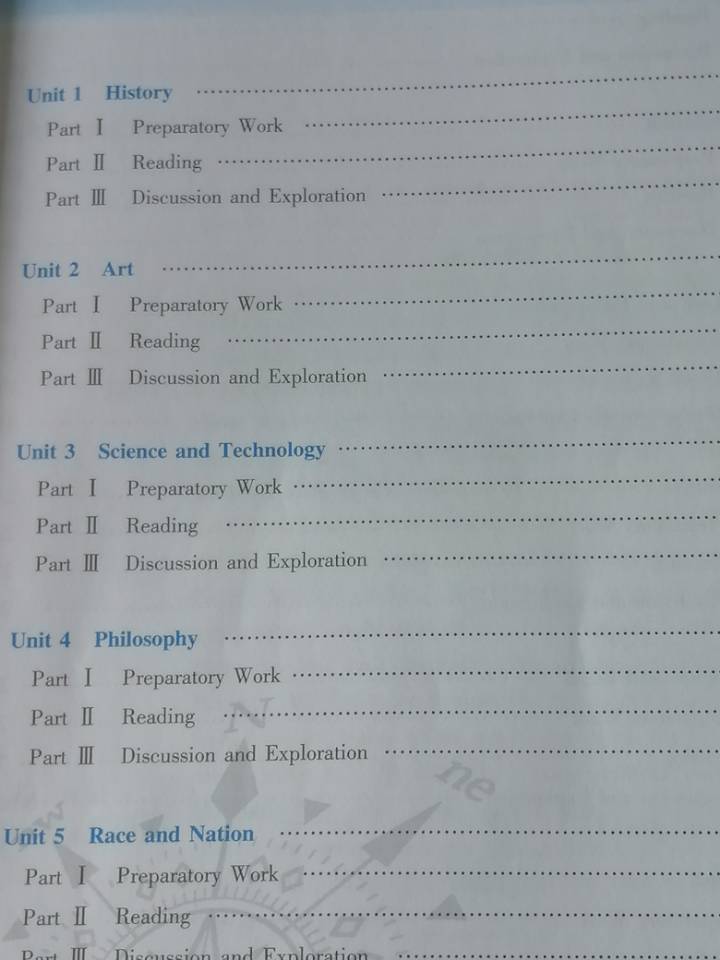 Unit 1 History
Part Ⅰ Preparatory Work
Part Ⅱ Reading
Part Ⅲ Discussion and Exploration
Unit 2 Art
Part Ⅰ Preparatory Work
Part Ⅱ Reading
Part Ⅲ Discussion and Exploration
Unit 3 Science and Technology
Part Ⅰ Preparatory Work
Part Ⅱ Reading
Part Ⅲ Discussion and Exploration
Unit 4 Philosophy
Part Ⅰ Preparatory Work
Part Ⅱ Reading
N
Part Ⅲ Discussion and Exploration
ne
Unit 5 Race and Nation
Part Ⅰ Preparatory Work
Part Ⅱ Reading
Part Ⅲ Discussion and Exploration